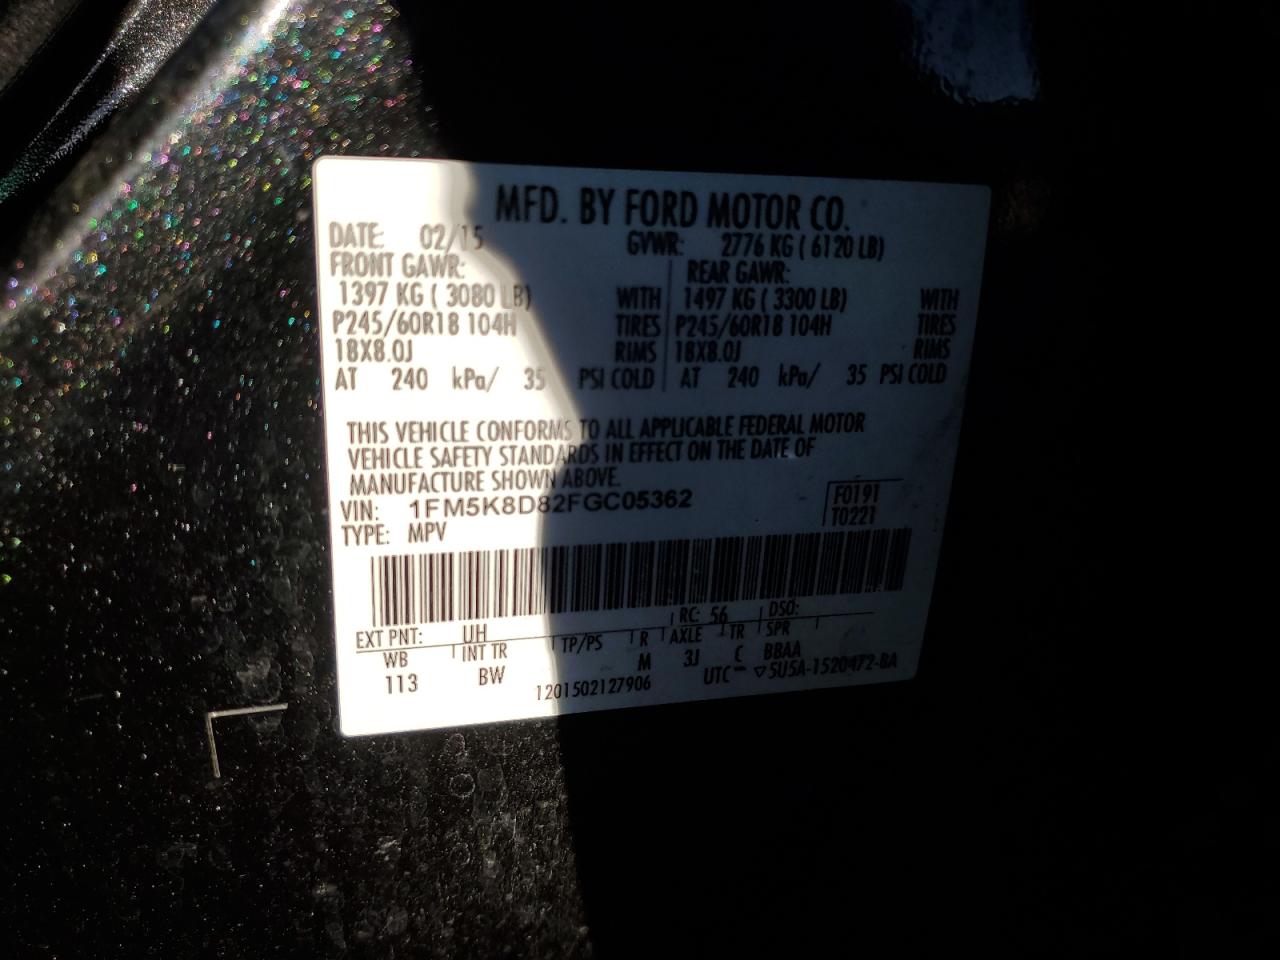 MFD. BY FORD MOTOR CO.
DATE: 02/15 GVWR: 2776 KG ( 6120 LB)
FRONT GAWR: REAR GAWR:
1397 KG ( 3080 LB) WITH 1497 KG ( 3300 LB) WITH
P245/60R18 104H TIRES P245/60R18 104H TIRES
18X8.0J RIMS 18X8.0J RIMS
AT 240 kPa/ 35 PSI COLD AT 240 kPa/ 35 PSI COLD
THIS VEHICLE CONFORMS TO ALL APPLICABLE FEDERAL MOTOR
VEHICLE SAFETY STANDARDS IN EFFECT ON THE DATE OF
MANUFACTURE SHOWN ABOVE.
VIN: 1FM5K8D82FGC05362 F0191
TYPE: MPV T0221
EXT PNT: UH RC: 56 DSO:
WB INT TR TP/PS R AXLE TR SPR
113 BW M 3J C BBAA
1201502127906 UTC ▽5U5A-1520472-BA